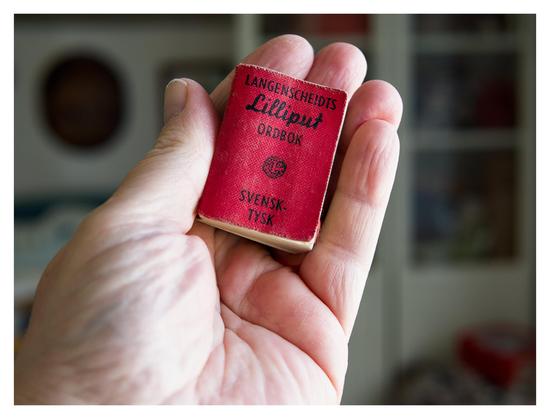 LANGENSCHEIDTS
Lilliput
ORDBOK
SVENSK-
TYSK